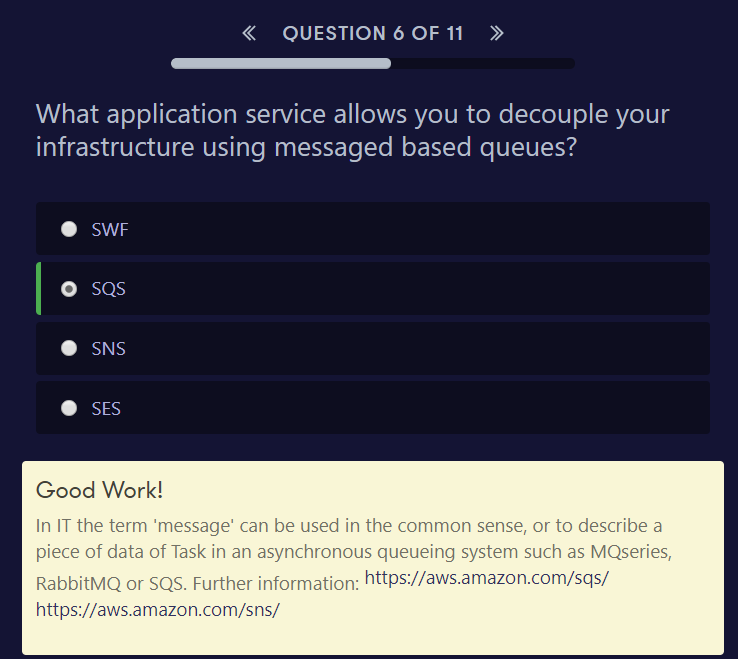 QUESTION 6 OF 11
What application service allows you to decouple your
infrastructure using messaged based queues?
SWF
SQS
SNS
SES
Good Work!
In IT the term 'message' can be used in the common sense, or to describe a
piece of data of Task in an asynchronous queueing system such as MQseries,
RabbitMQ or SQS. Further information: https://aws.amazon.com/sqs/
https://aws.amazon.com/sns/